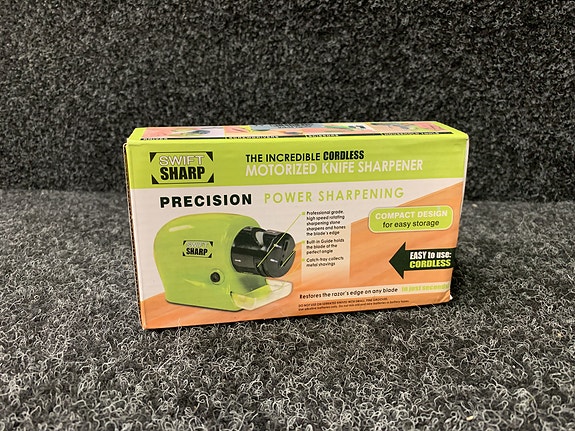 SWIFT
SHARP
THE INCREDIBLE CORDLESS
MOTORIZED KNIFE SHARPENER
PRECISION POWER SHARPENING
Professional grade,
high speed rotating
sharpening stone
sharpens and hones
the blade's edge
Built-in Guide holds
the blade at the
perfect angle
Catch-tray collects
metal shavings
SWIFT
SHARP
COMPACT DESIGN
for easy storage
EASY to use:
CORDLESS
Restores the razor's edge on any blade in just seconds